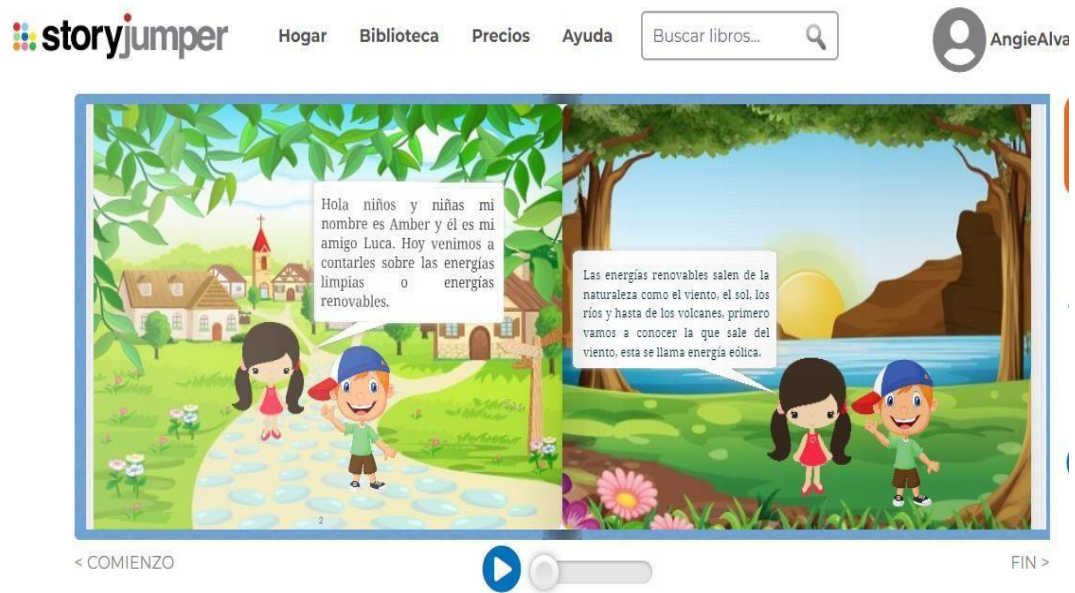 storyjumper
Hogar
Biblioteca
Precios
Ayuda
Buscar libros...
AngieAlva
Hola niños y niñas mi
nombre es Amber y él es mi
amigo Luca. Hoy venimos a
contarles sobre las energías
limpias o energías
renovables.
Las energías renovables salen de la
naturaleza como el viento, el sol, los
ríos y hasta de los volcanes, primero
vamos a conocer la que sale del
viento, esta se llama energía eólica.
2
< COMIENZO
FIN >